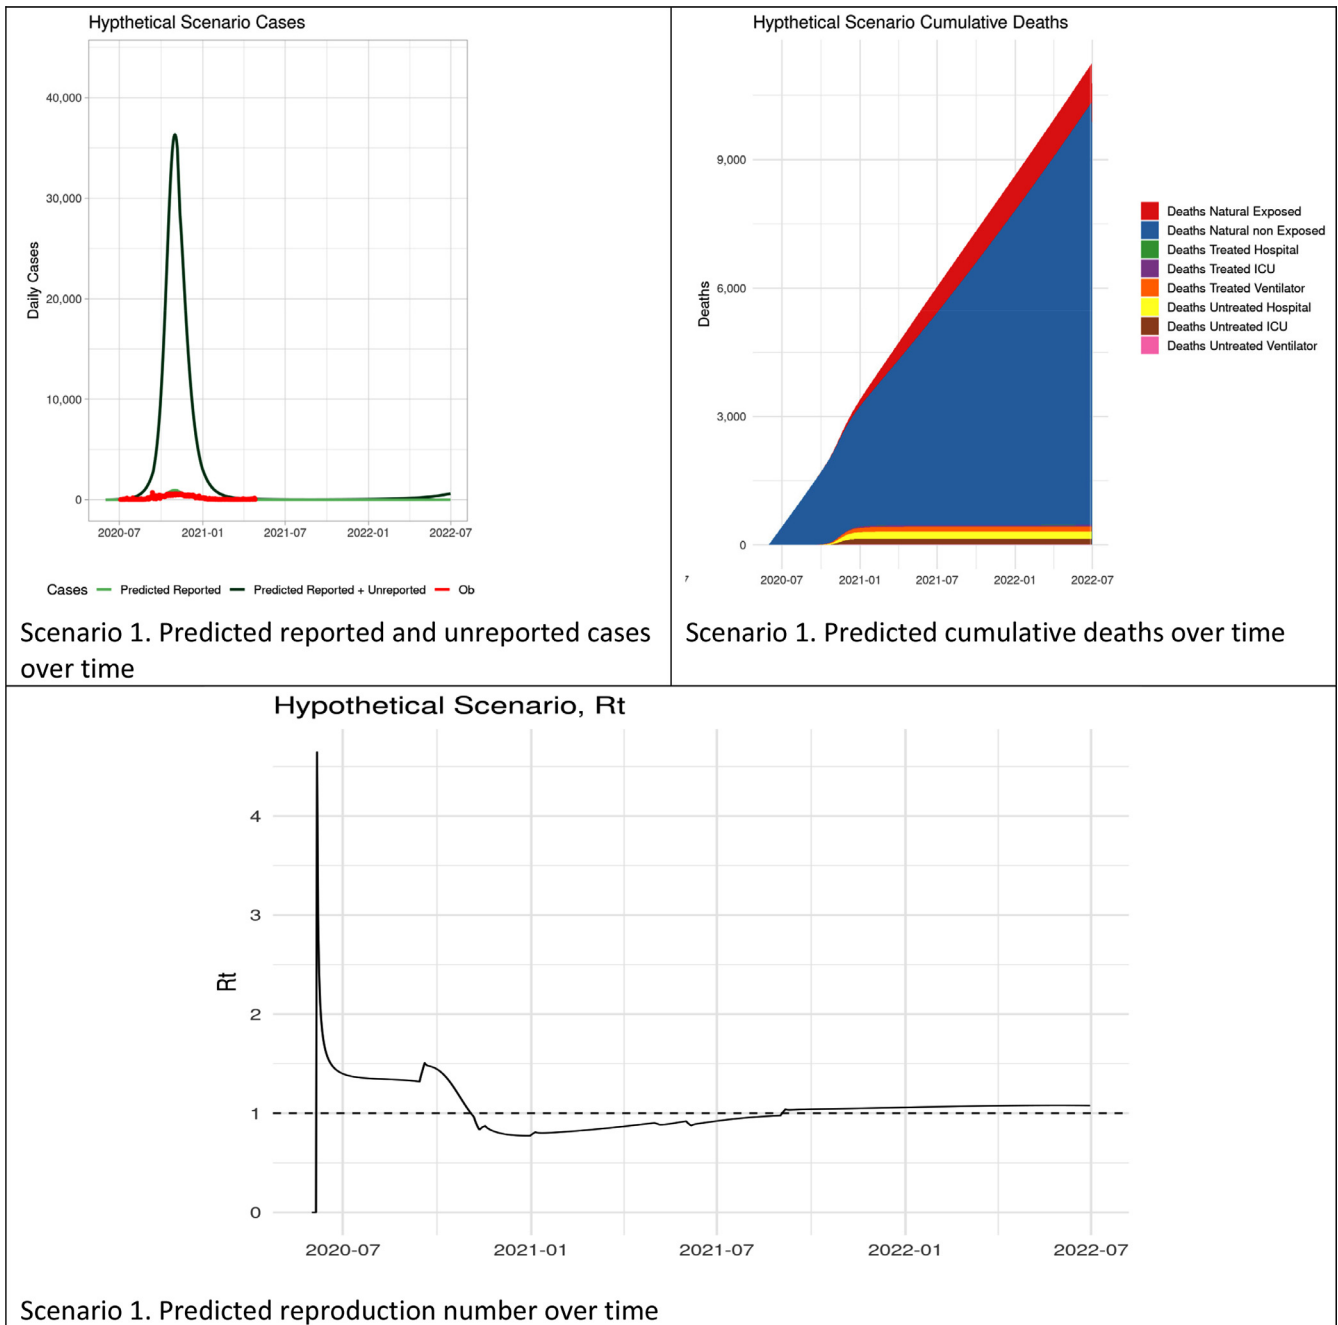 Hypthetical Scenario Cases
40,000
30,000
20,000
10,000
0
Daily Cases
2020-07 2021-01 2021-07 2022-01 2022-07
Cases Predicted Reported Predicted Reported + Unreported Ob
Scenario 1. Predicted reported and unreported cases
over time
Hypthetical Scenario Cumulative Deaths
9,000
6,000
3,000
0
Deaths
7 2020-07 2021-01 2021-07 2022-01 2022-07
Deaths Natural Exposed
Deaths Natural non Exposed
Deaths Treated Hospital
Deaths Treated ICU
Deaths Treated Ventilator
Deaths Untreated Hospital
Deaths Untreated ICU
Deaths Untreated Ventilator
Scenario 1. Predicted cumulative deaths over time
Hypothetical Scenario, Rt
4
3
2
1
0
Rt
2020-07 2021-01 2021-07 2022-01 2022-07
Scenario 1. Predicted reproduction number over time